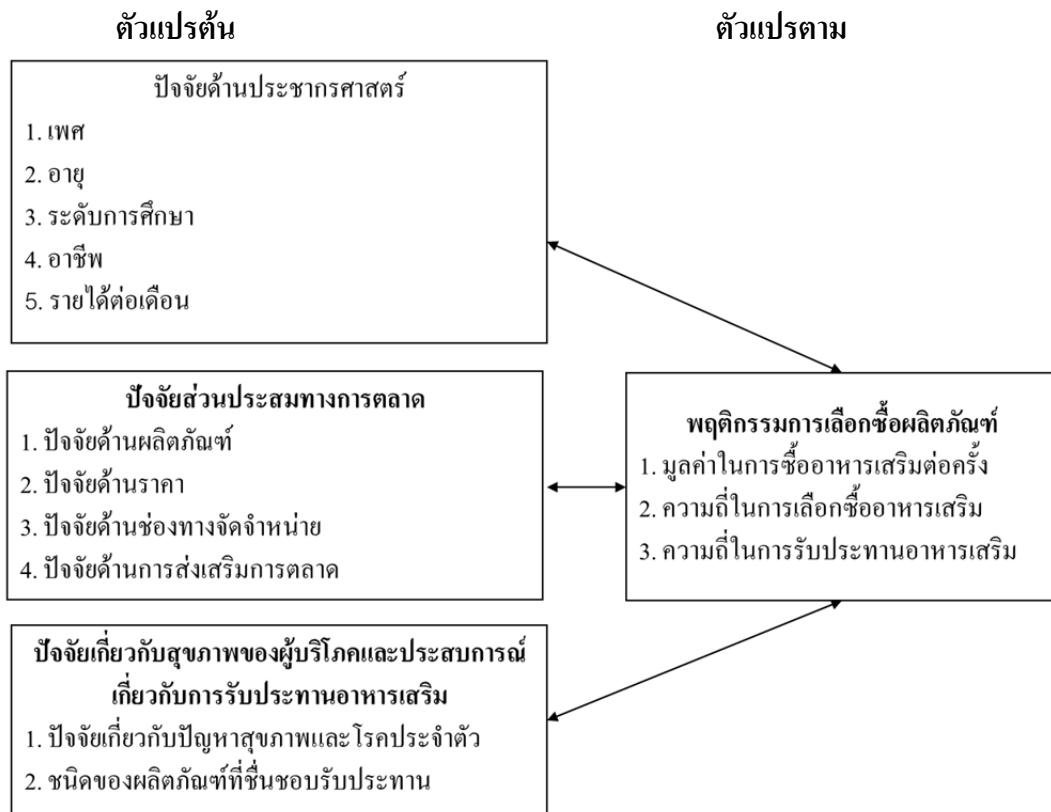 ตัวแปรต้น
ตัวแปรตาม
ปัจจัยด้านประชากรศาสตร์
1. เพศ
2. อายุ
3. ระดับการศึกษา
4. อาชีพ
5. รายได้ต่อเดือน
ปัจจัยส่วนประสมทางการตลาด
1. ปัจจัยด้านผลิตภัณฑ์
2. ปัจจัยด้านราคา
3. ปัจจัยด้านช่องทางจัดจำหน่าย
4. ปัจจัยด้านการส่งเสริมการตลาด
พฤติกรรมการเลือกซื้อผลิตภัณฑ์
1. มูลค่าในการซื้ออาหารเสริมต่อครั้ง
2. ความถี่ในการเลือกซื้ออาหารเสริม
3. ความถี่ในการรับประทานอาหารเสริม
ปัจจัยเกี่ยวกับสุขภาพของผู้บริโภคและประสบการณ์
เกี่ยวกับการรับประทานอาหารเสริม
1. ปัจจัยเกี่ยวกับปัญหาสุขภาพและโรคประจำตัว
2. ชนิดของผลิตภัณฑ์ที่ชื่นชอบรับประทาน